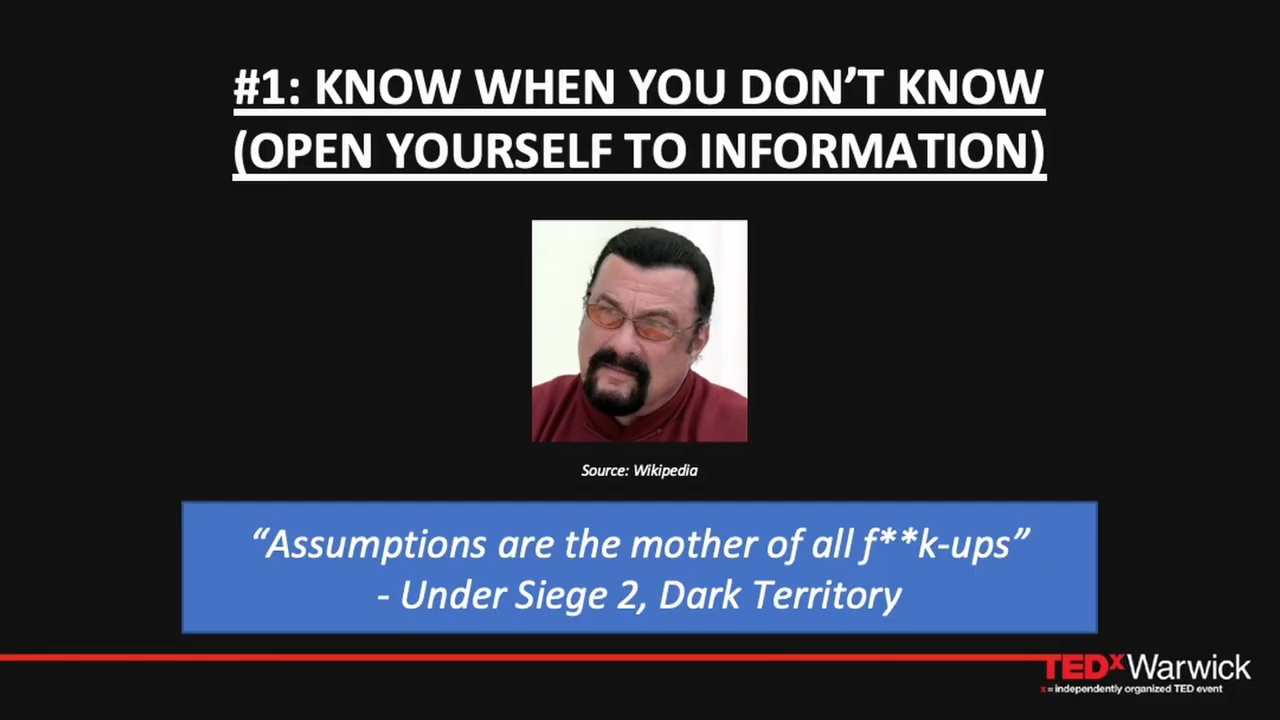 #1: KNOW WHEN YOU DON'T KNOW
(OPEN YOURSELF TO INFORMATION)
Source: Wikipedia
“Assumptions are the mother of all f**k-ups”
- Under Siege 2, Dark Territory
TEDxWarwick
x = independently organized TED event